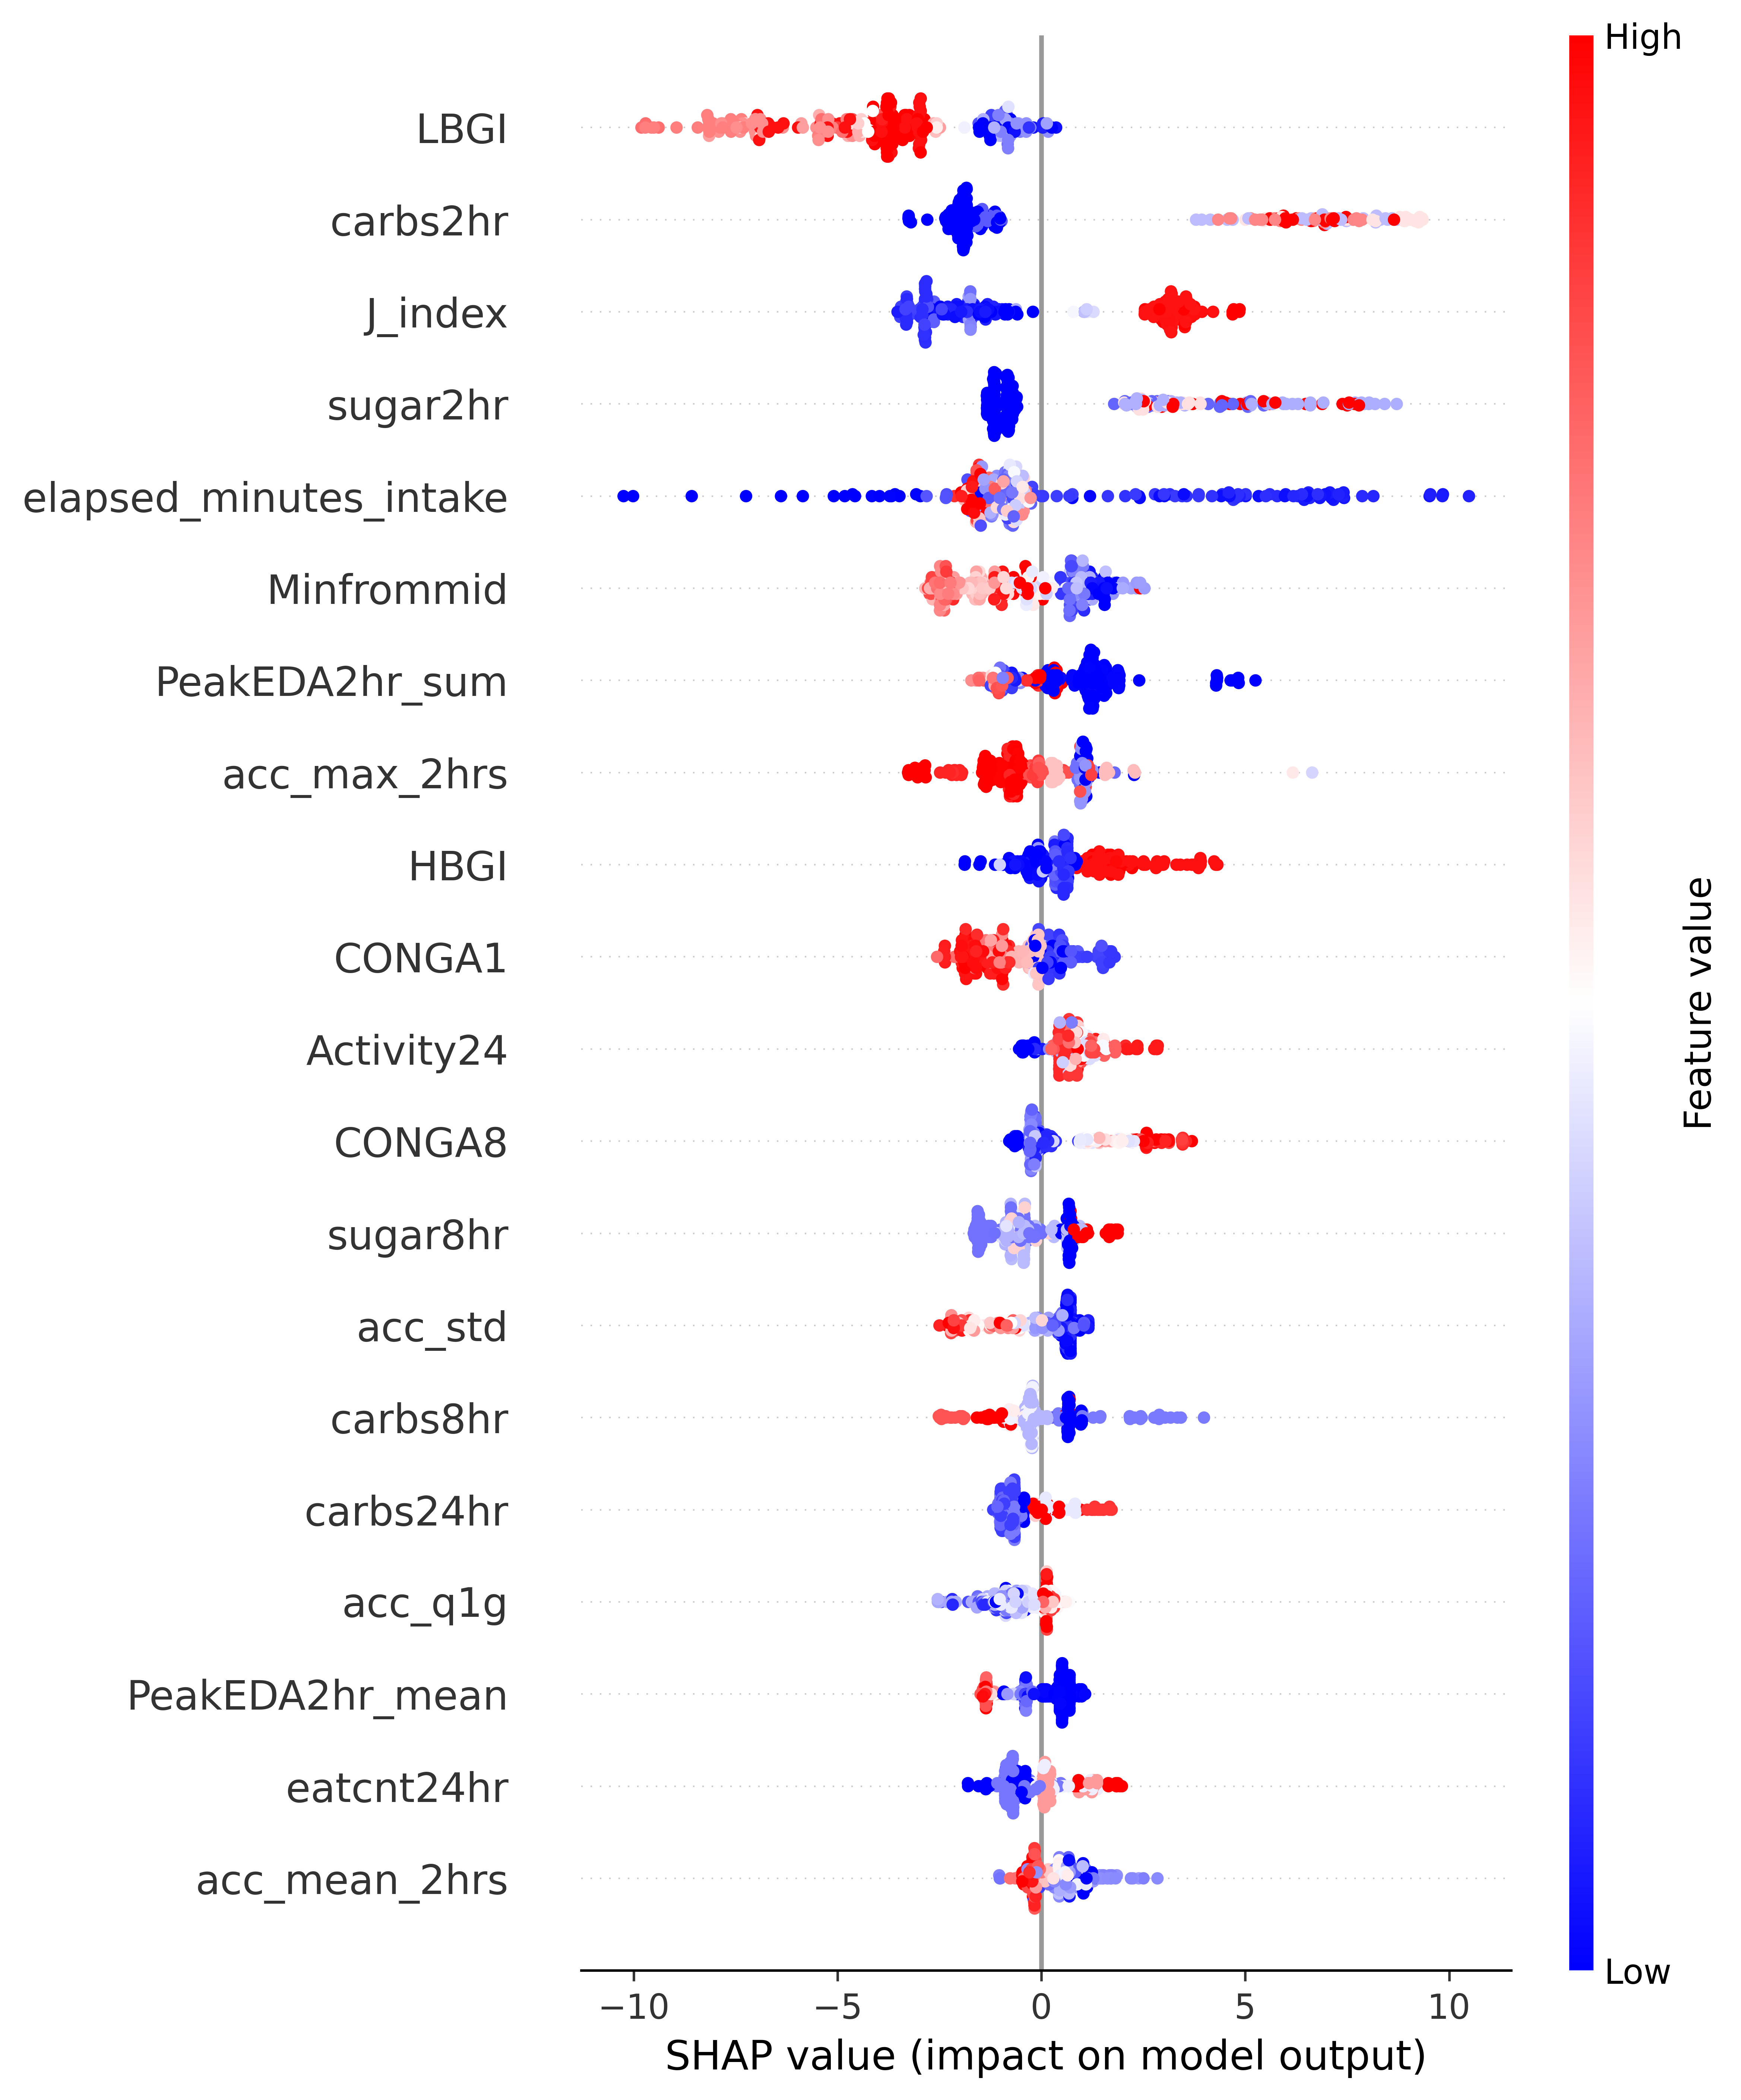 High
LBGI
carbs2hr
J_index
sugar2hr
elapsed_minutes_intake
Minfrommid
PeakEDA2hr_sum
acc_max_2hrs
HBGI
CONGA1
Activity24
CONGA8
sugar8hr
acc_std
carbs8hr
carbs24hr
acc_q1g
PeakEDA2hr_mean
eatcnt24hr
acc_mean_2hrs
Feature value
Low
−10 −5 0 5 10
SHAP value (impact on model output)